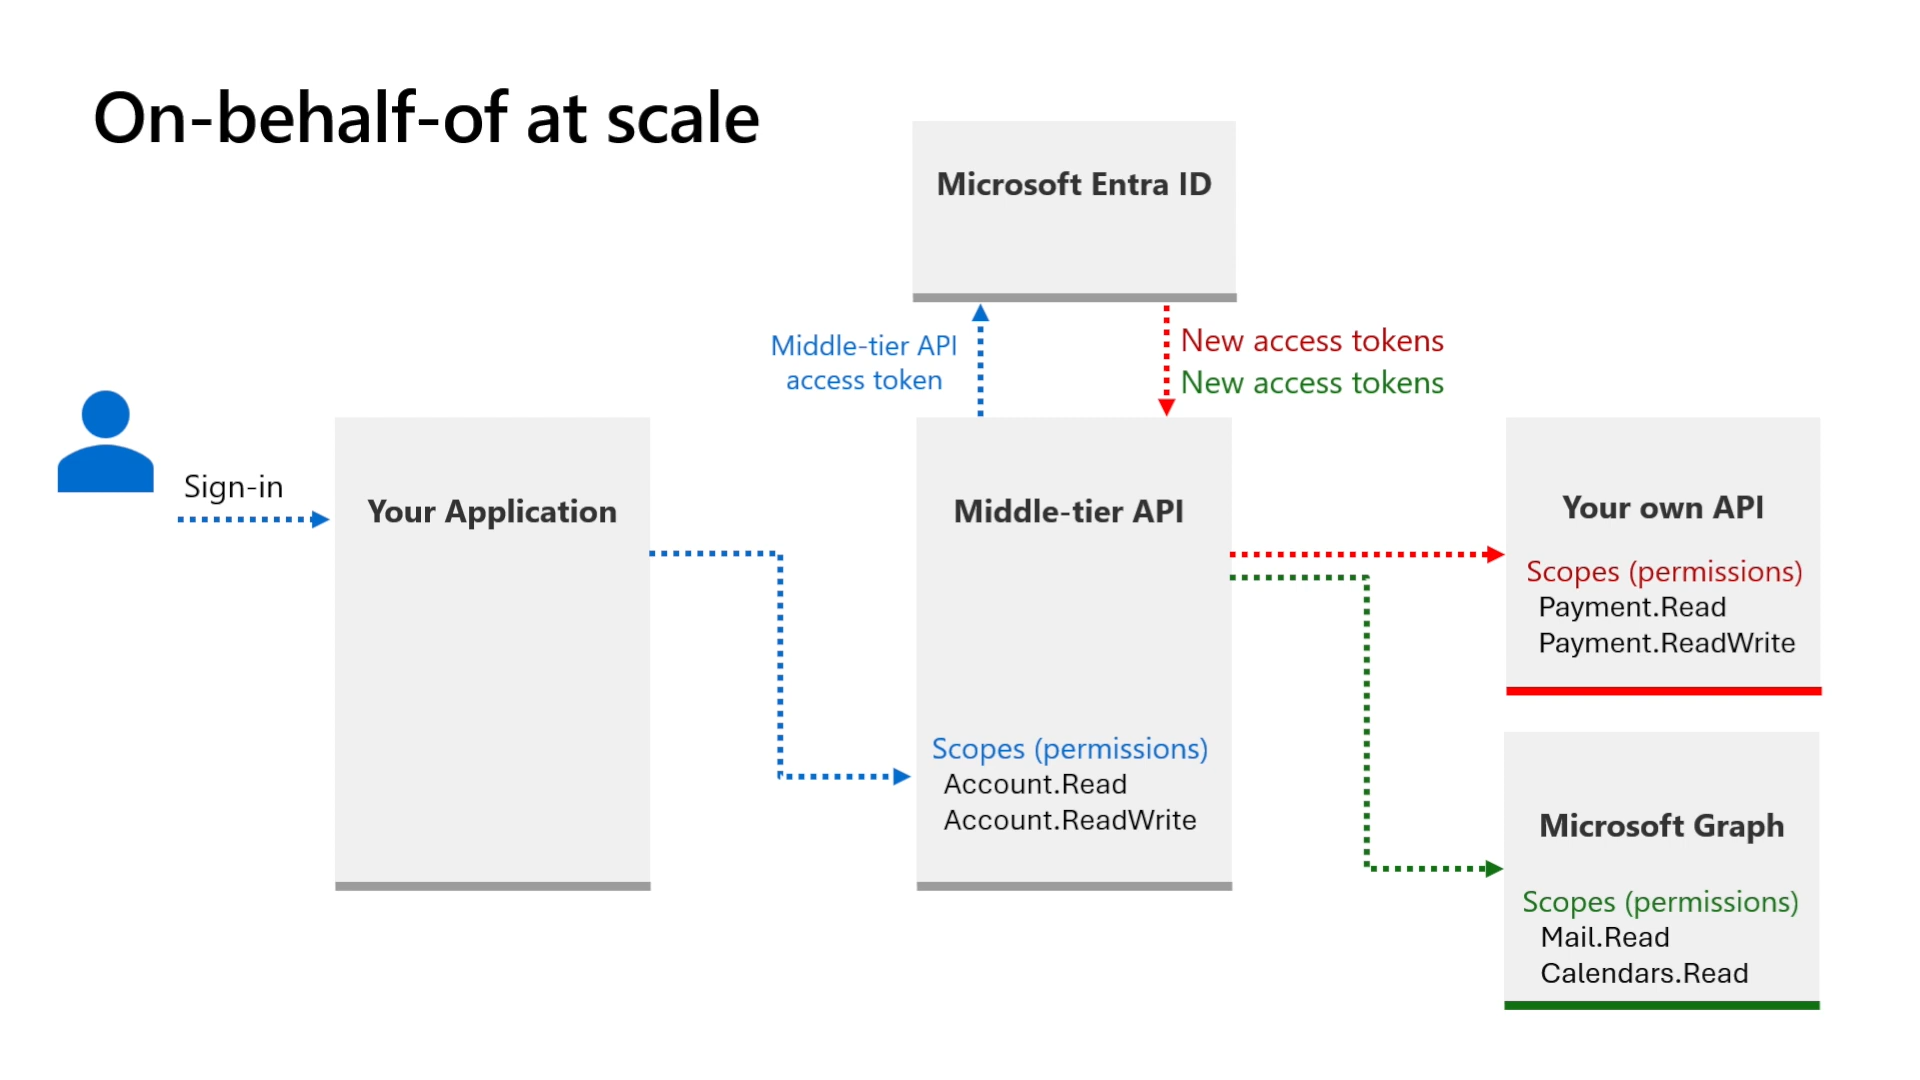 On-behalf-of at scale
Microsoft Entra ID
Middle-tier API
access token
New access tokens
New access tokens
Sign-in
Your Application
Middle-tier API
Scopes (permissions)
Account.Read
Account.ReadWrite
Your own API
Scopes (permissions)
Payment.Read
Payment.ReadWrite
Microsoft Graph
Scopes (permissions)
Mail.Read
Calendars.Read